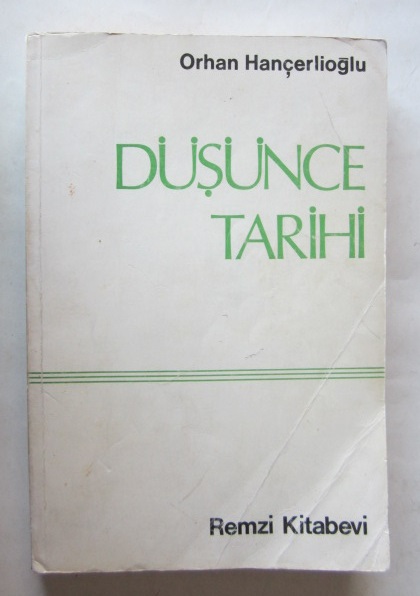 Orhan Hançerlioğlu
DÜŞÜNCE
TARİHİ
Remzi Kitabevi